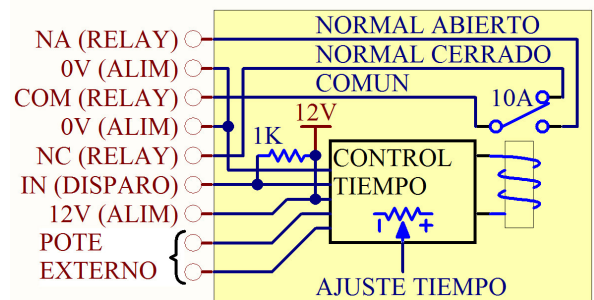 NA (RELAY)
0V (ALIM)
COM (RELAY)
0V (ALIM)
NC (RELAY)
IN (DISPARO)
12V (ALIM)
POTE
EXTERNO
NORMAL ABIERTO
NORMAL CERRADO
COMUN
10A
12V
1K
CONTROL
TIEMPO
- +
AJUSTE TIEMPO